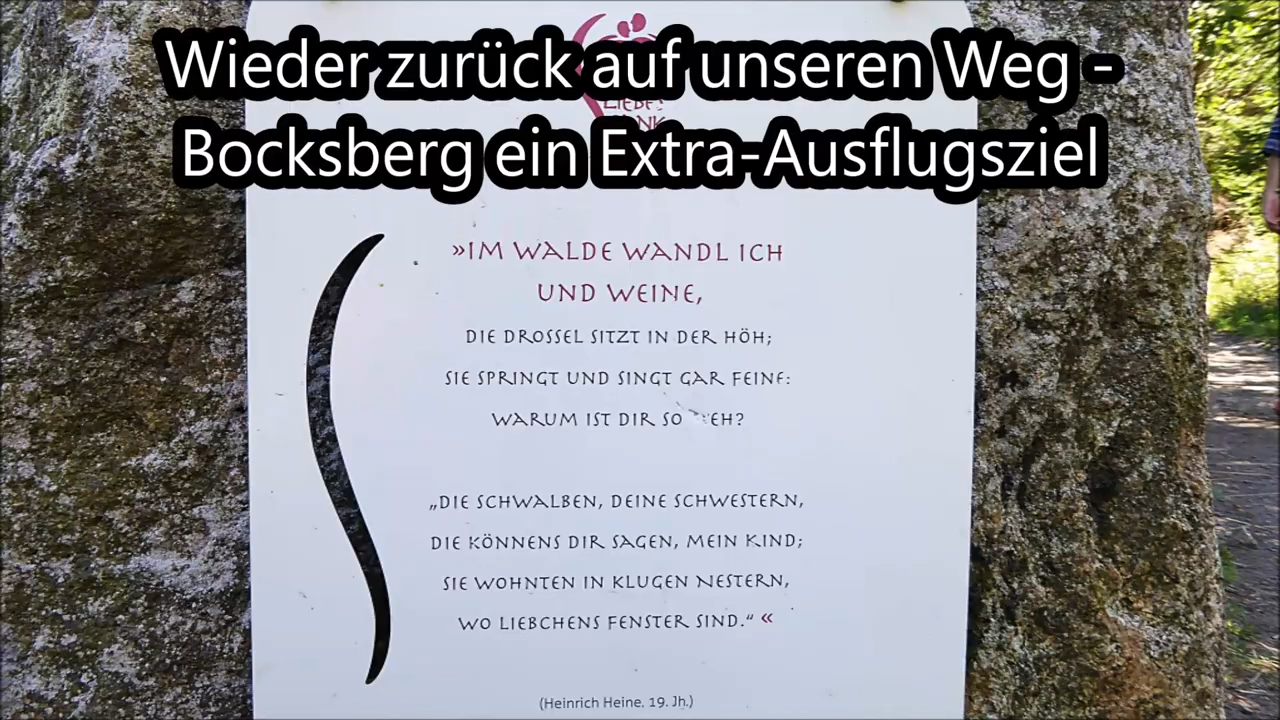 Wieder zurück auf unseren Weg -
Bocksberg ein Extra-Ausflugsziel
»IM WALDE WANDL ICH
UND WEINE,
DIE DROSSEL SITZT IN DER HÖH;
SIE SPRINGT UND SINGT GAR FEINE:
WARUM IST DIR SO
„DIE SCHWALBEN, DEINE SCHWESTERN,
DIE KÖNNENS DIR SAGEN, MEIN KIND;
SIE WOHNTEN IN KLUGEN NESTERN,
WO LIEBCHENS FENSTER SIND.“ «
(Heinrich Heine, 19. Jh.)